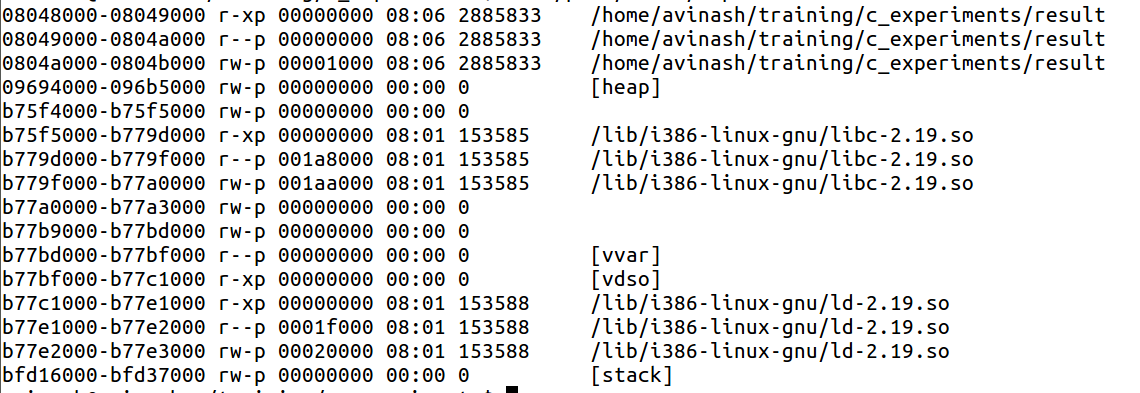 08048000-08049000 r-xp 00000000 08:06 2885833    /home/avinash/training/c_experiments/result
08049000-0804a000 r--p 00000000 08:06 2885833    /home/avinash/training/c_experiments/result
0804a000-0804b000 rw-p 00001000 08:06 2885833    /home/avinash/training/c_experiments/result
09694000-096b5000 rw-p 00000000 00:00 0          [heap]
b75f4000-b75f5000 rw-p 00000000 00:00 0
b75f5000-b779d000 r-xp 00000000 08:01 153585     /lib/i386-linux-gnu/libc-2.19.so
b779d000-b779f000 r--p 001a8000 08:01 153585     /lib/i386-linux-gnu/libc-2.19.so
b779f000-b77a0000 rw-p 001aa000 08:01 153585     /lib/i386-linux-gnu/libc-2.19.so
b77a0000-b77a3000 rw-p 00000000 00:00 0
b77b9000-b77bd000 rw-p 00000000 00:00 0
b77bd000-b77bf000 r--p 00000000 00:00 0          [vvar]
b77bf000-b77c1000 r-xp 00000000 00:00 0          [vdso]
b77c1000-b77e1000 r-xp 00000000 08:01 153588     /lib/i386-linux-gnu/ld-2.19.so
b77e1000-b77e2000 r--p 0001f000 08:01 153588     /lib/i386-linux-gnu/ld-2.19.so
b77e2000-b77e3000 rw-p 00020000 08:01 153588     /lib/i386-linux-gnu/ld-2.19.so
bfd16000-bfd37000 rw-p 00000000 00:00 0          [stack]